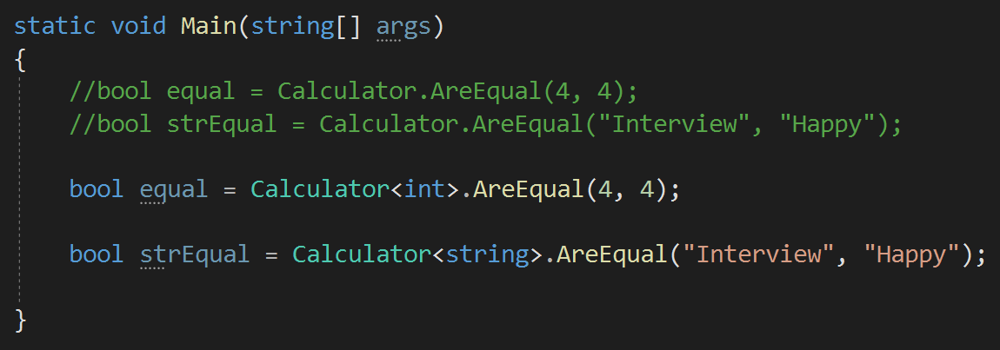 static void Main(string[] args)
{
//bool equal = Calculator.AreEqual(4, 4);
//bool strEqual = Calculator.AreEqual("Interview", "Happy");
bool equal = Calculator<int>.AreEqual(4, 4);
bool strEqual = Calculator<string>.AreEqual("Interview", "Happy");
}